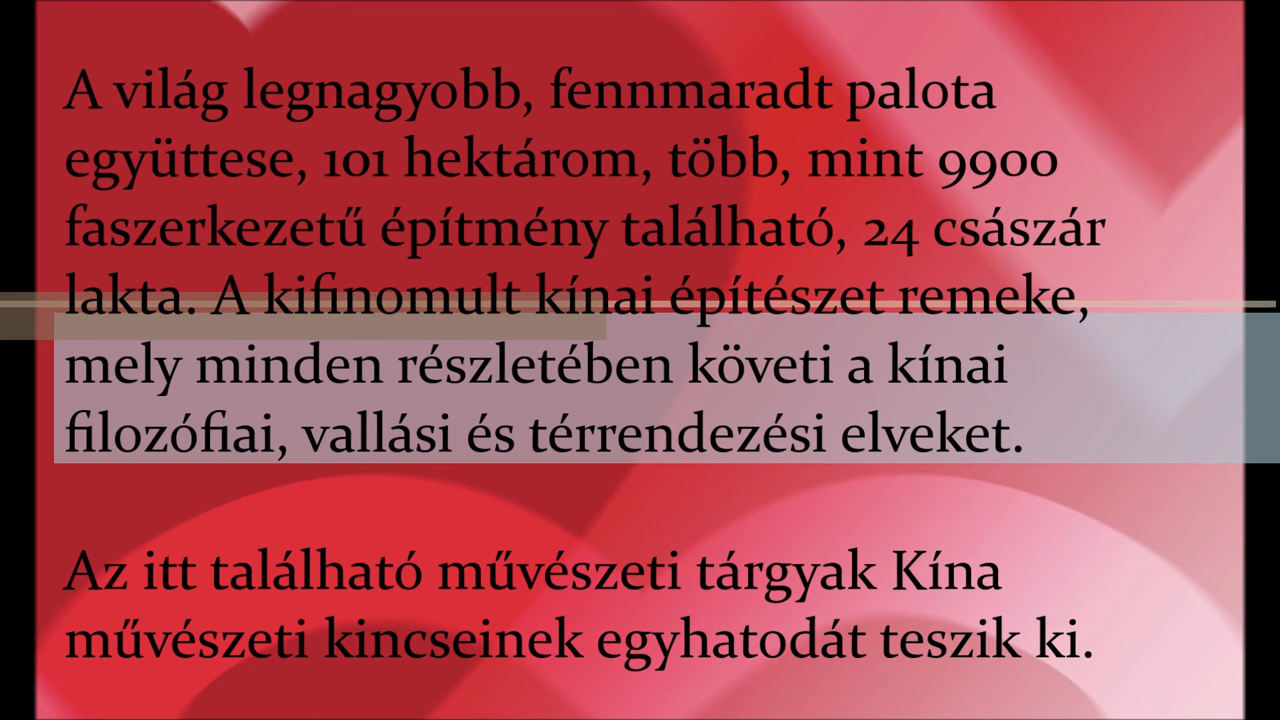 A világ legnagyobb, fennmaradt palota
együttese, 101 hektárom, több, mint 9900
faszerkezetű építmény található, 24 császár
lakta. A kifinomult kínai építészet remeke,
mely minden részletében követi a kínai
filozófiai, vallási és térrendezési elveket.
Az itt található művészeti tárgyak Kína
művészeti kincseinek egyhatodát teszik ki.